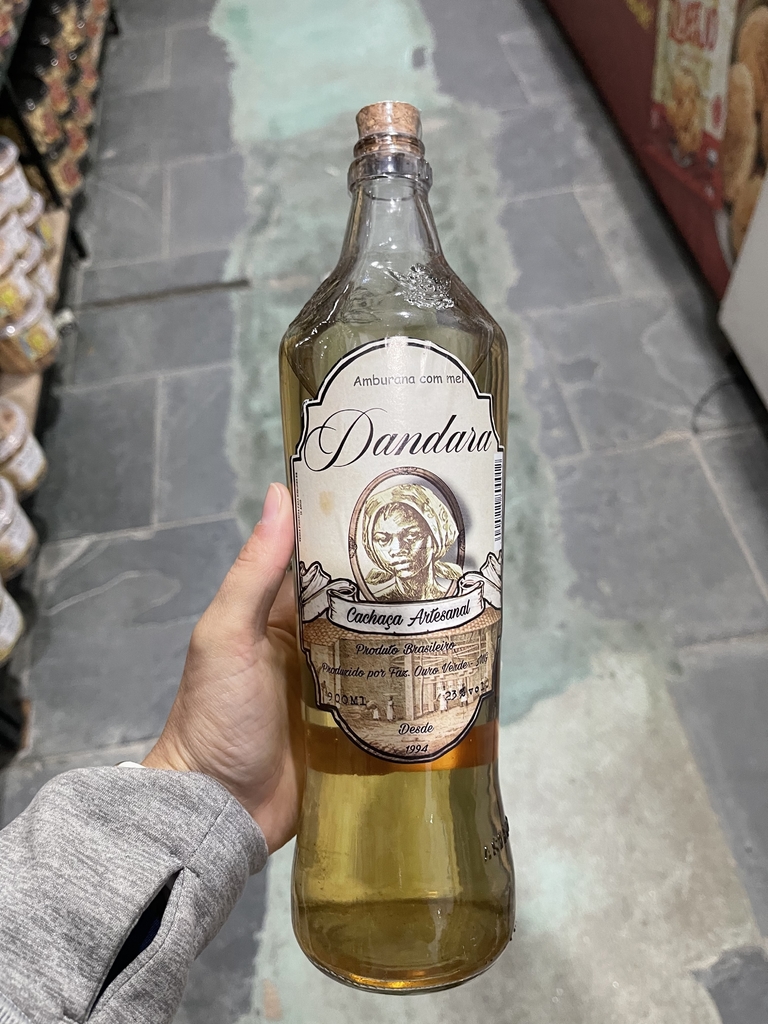 Amburana com mel
Dandara
Cachaça Artesanal
Produto Brasileiro
Produzido por Faz. Ouro Verde - MG
900ML 23% vol
Desde
1994